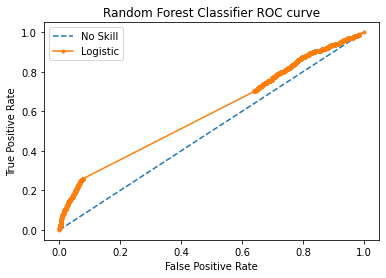 Random Forest Classifier ROC curve
No Skill
Logistic
True Positive Rate
1.0
0.8
0.6
0.4
0.2
0.0
0.0 0.2 0.4 0.6 0.8 1.0
False Positive Rate